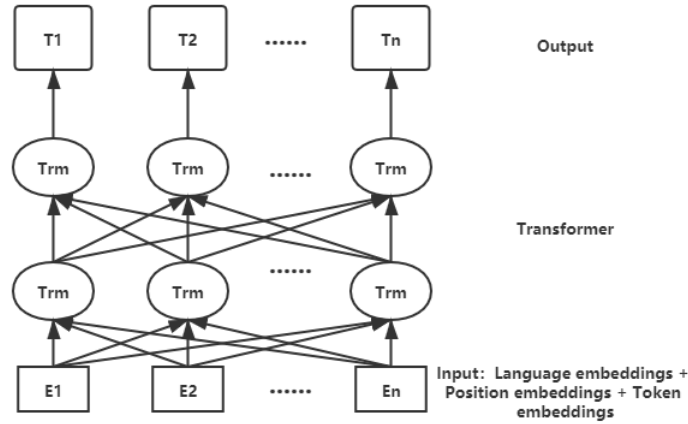 T1 T2 ...... Tn Output
Trm Trm ...... Trm
Transformer
Trm Trm ...... Trm
E1 E2 ...... En
Input: Language embeddings +
Position embeddings + Token
embeddings